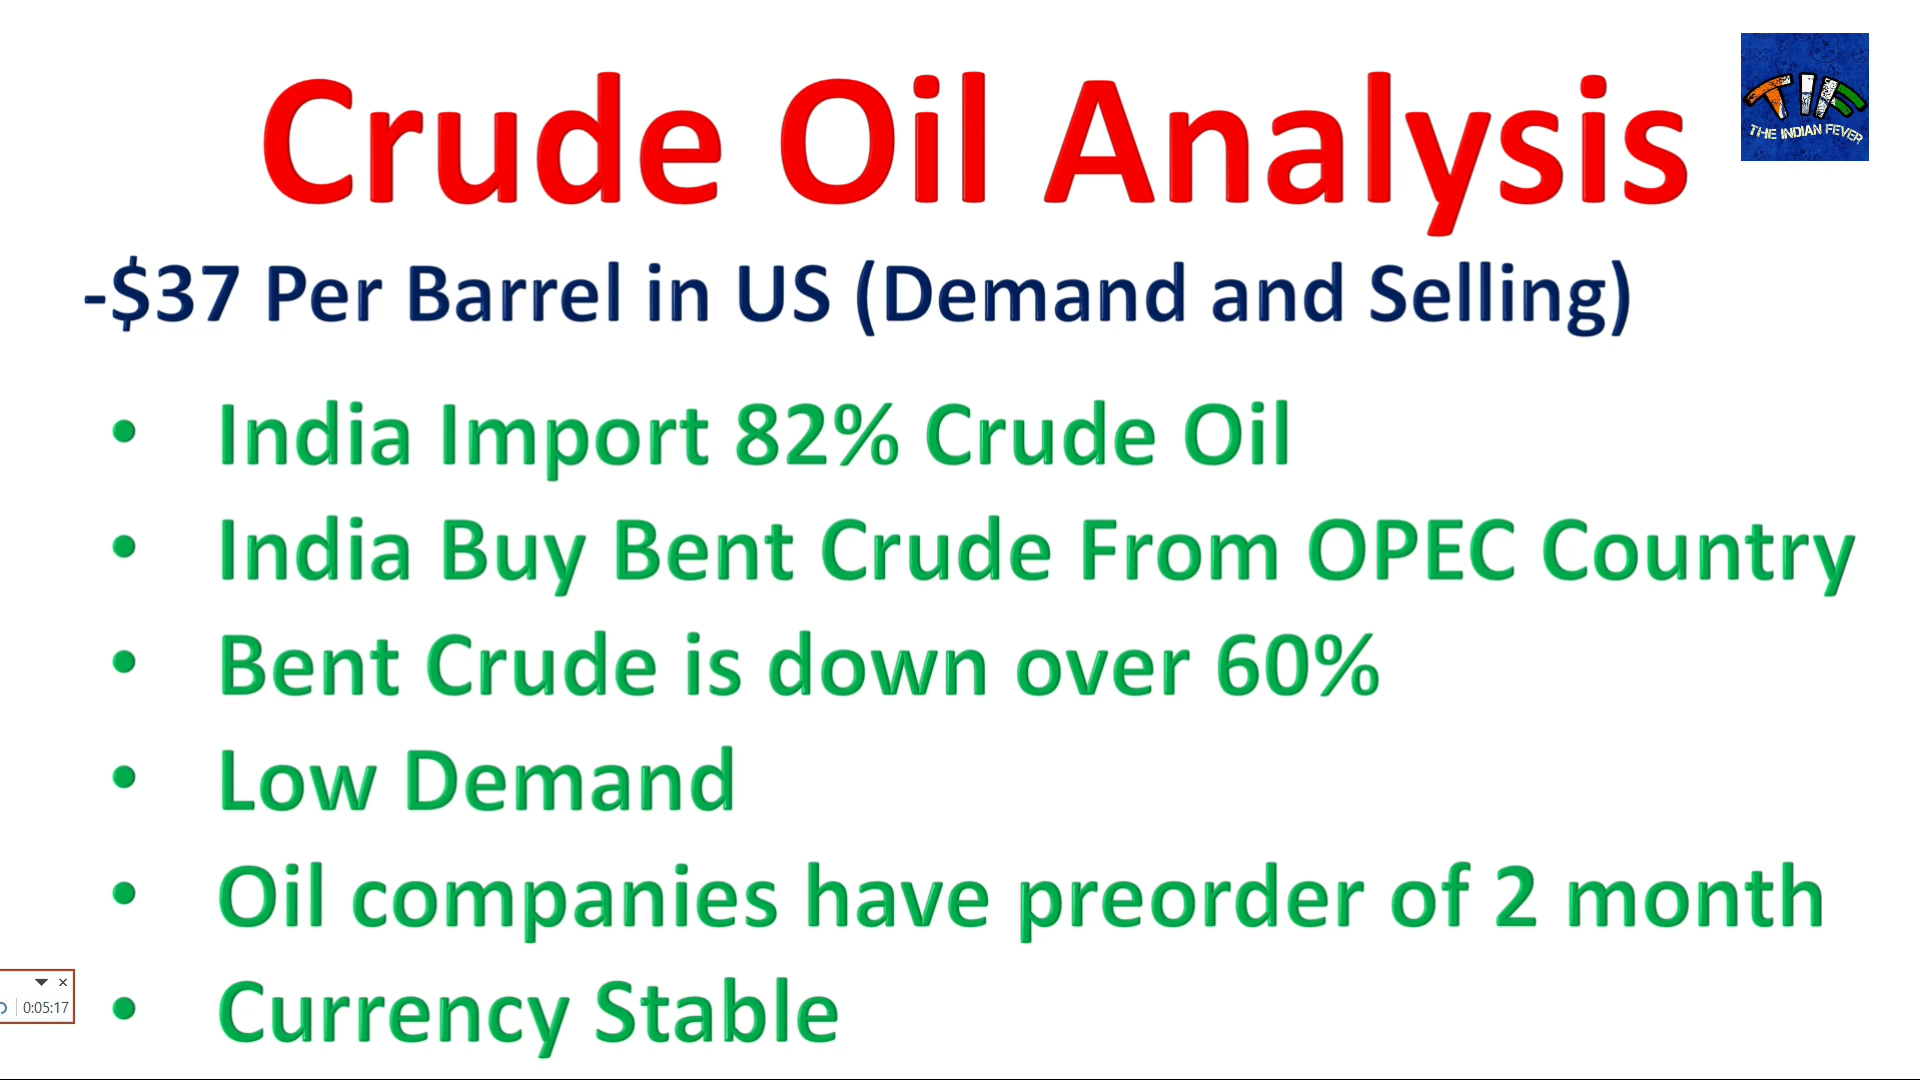 Crude Oil Analysis
TIF
THE INDIAN FEVER
-$37 Per Barrel in US (Demand and Selling)
• India Import 82% Crude Oil
• India Buy Bent Crude From OPEC Country
• Bent Crude is down over 60%
• Low Demand
• Oil companies have preorder of 2 month
• Currency Stable
0:05:17